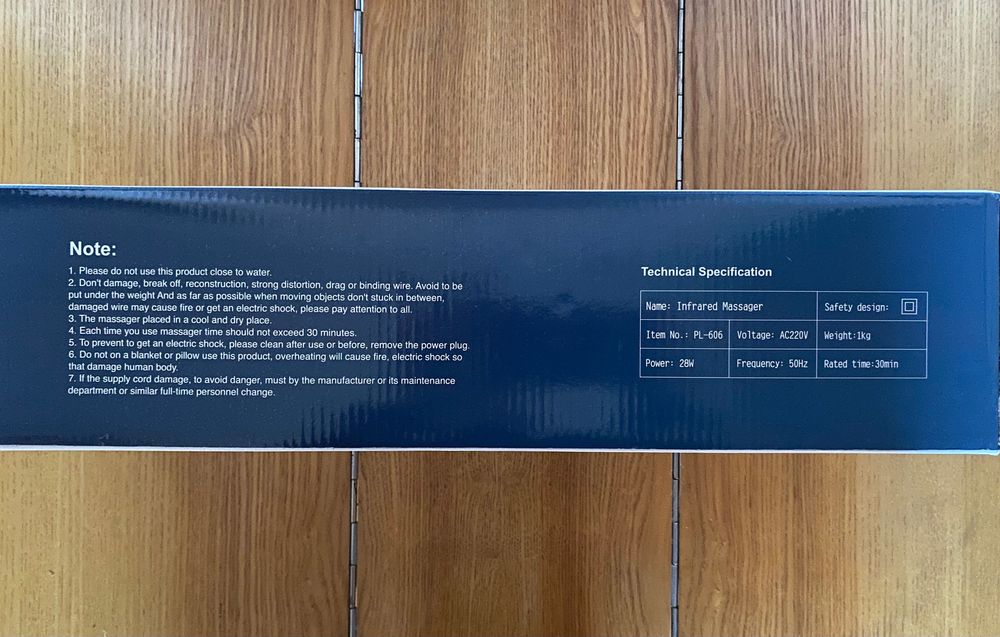 Note:
1. Please do not use this product close to water.
2. Don't damage, break off, reconstruction, strong distortion, drag or binding wire. Avoid to be
put under the weight And as far as possible when moving objects don't stuck in between,
damaged wire may cause fire or get an electric shock, please pay attention to all.
3. The massager placed in a cool and dry place.
4. Each time you use massager time should not exceed 30 minutes.
5. To prevent to get an electric shock, please clean after use or before, remove the power plug.
6. Do not on a blanket or pillow use this product, overheating will cause fire, electric shock so
that damage human body.
7. If the supply cord damage, to avoid danger, must by the manufacturer or its maintenance
department or similar full-time personnel change.
Technical Specification
Name: Infrared Massager Safety design:
Item No.: PL-606 Voltage: AC220V Weight:1kg
Power: 28W Frequency: 50Hz Rated time:30min